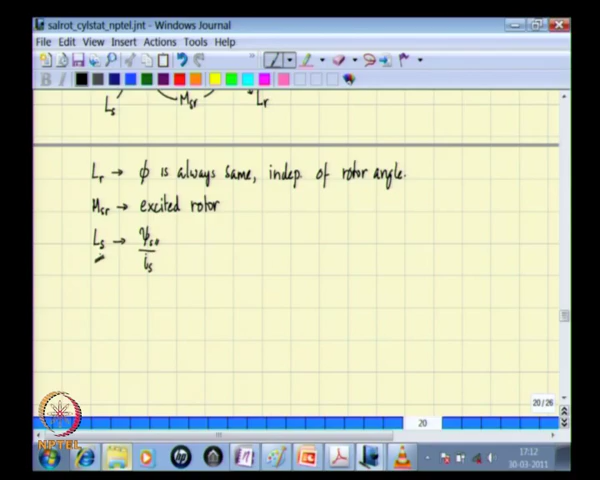 salrot_cylstat_nptel.jnt - Windows Journal
File Edit View Insert Actions Tools Help
Ls Msr Lr
Lr → ϕ is always same, indep. of rotor angle.
Msr → excited rotor
Ls → ψs
is
20/26
20
NPTEL
17:12
30-03-2011